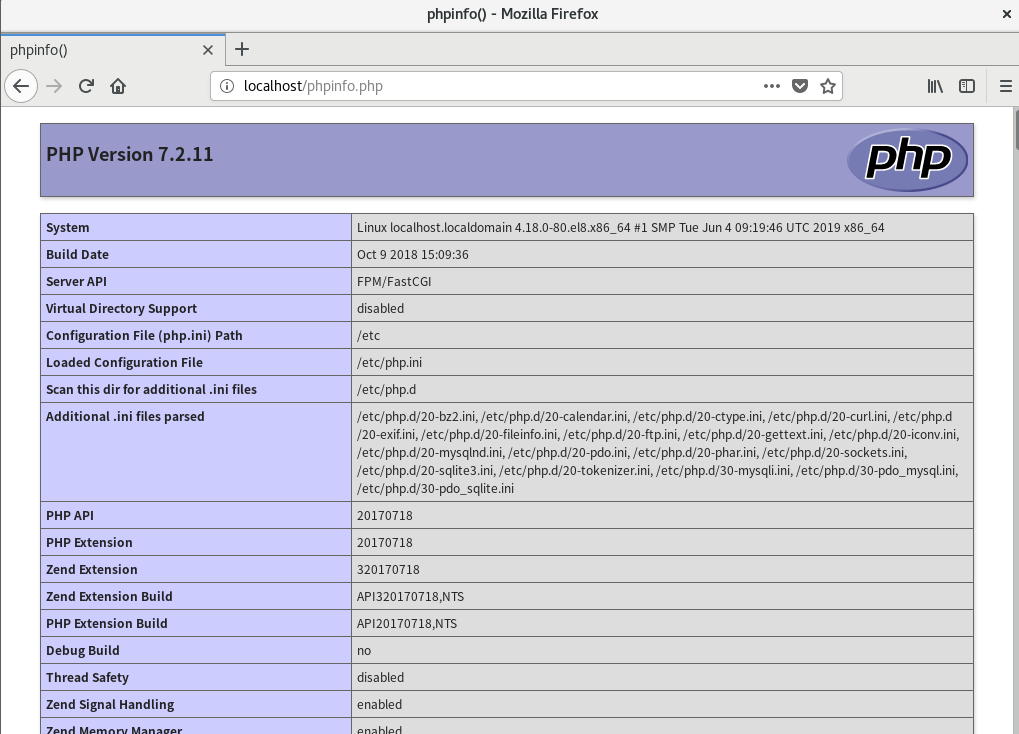 phpinfo() - Mozilla Firefox
phpinfo()
localhost/phpinfo.php
PHP Version 7.2.11
php
System Linux localhost.localdomain 4.18.0-80.el8.x86_64 #1 SMP Tue Jun 4 09:19:46 UTC 2019 x86_64
Build Date Oct 9 2018 15:09:36
Server API FPM/FastCGI
Virtual Directory Support disabled
Configuration File (php.ini) Path /etc
Loaded Configuration File /etc/php.ini
Scan this dir for additional .ini files /etc/php.d
Additional .ini files parsed /etc/php.d/20-bz2.ini, /etc/php.d/20-calendar.ini, /etc/php.d/20-ctype.ini, /etc/php.d/20-curl.ini, /etc/php.d
/20-exif.ini, /etc/php.d/20-fileinfo.ini, /etc/php.d/20-ftp.ini, /etc/php.d/20-gettext.ini, /etc/php.d/20-iconv.ini,
/etc/php.d/20-mysqlnd.ini, /etc/php.d/20-pdo.ini, /etc/php.d/20-phar.ini, /etc/php.d/20-sockets.ini,
/etc/php.d/20-sqlite3.ini, /etc/php.d/20-tokenizer.ini, /etc/php.d/30-mysqli.ini, /etc/php.d/30-pdo_mysql.ini,
/etc/php.d/30-pdo_sqlite.ini
PHP API 20170718
PHP Extension 20170718
Zend Extension 320170718
Zend Extension Build API320170718,NTS
PHP Extension Build API20170718,NTS
Debug Build no
Thread Safety disabled
Zend Signal Handling enabled
Zend Memory Manager enabled